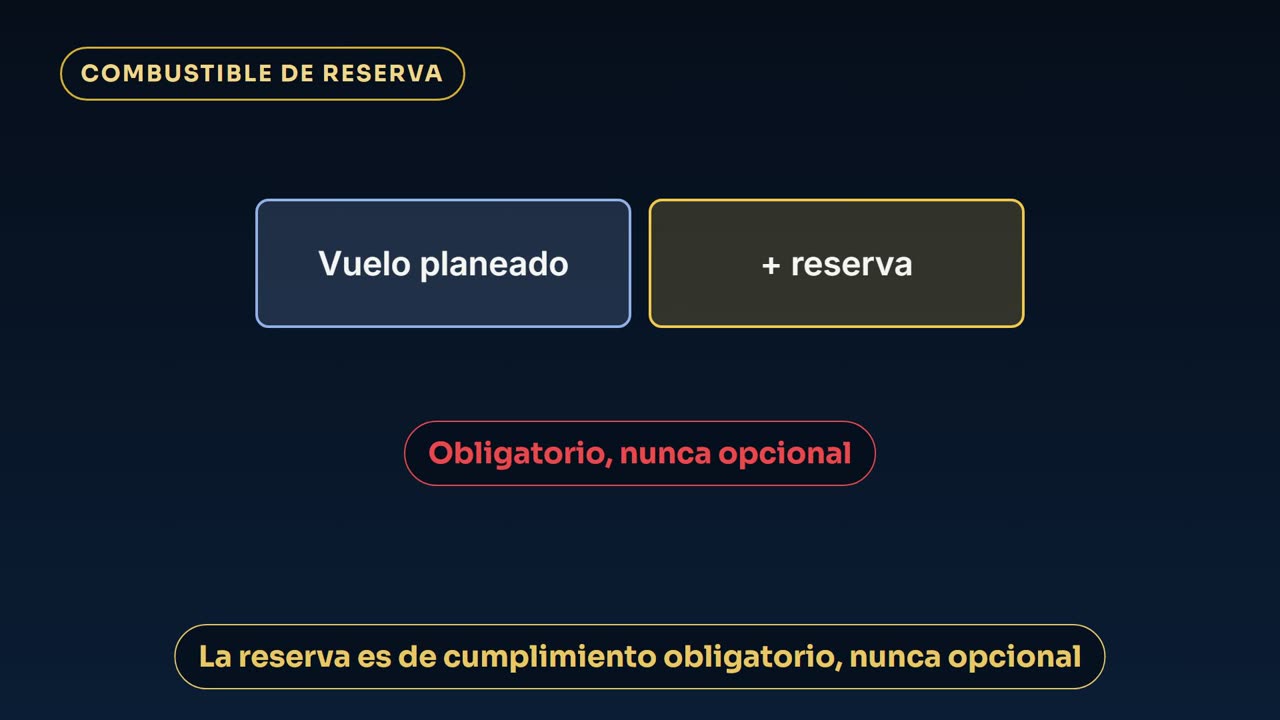 COMBUSTIBLE DE RESERVA
Vuelo planeado
+ reserva
Obligatorio, nunca opcional
La reserva es de cumplimiento obligatorio, nunca opcional